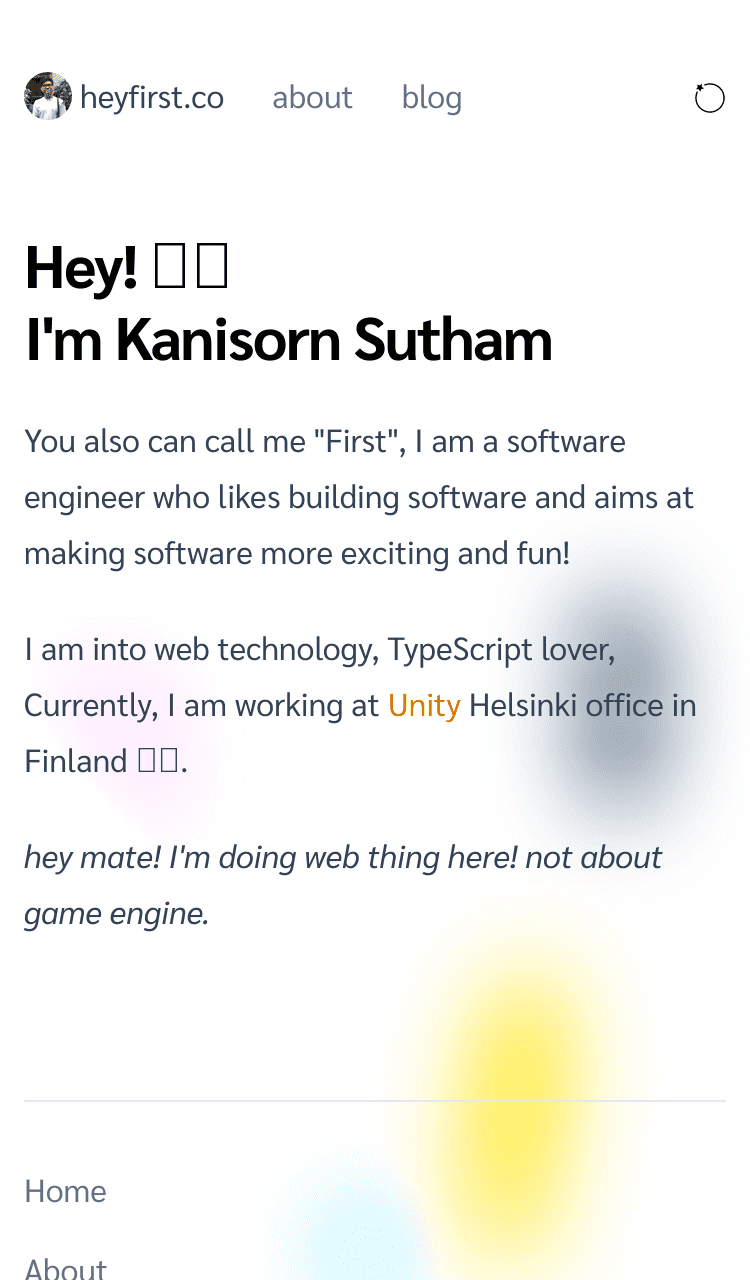 heyfirst.co about blog
Hey! 
I'm Kanisorn Sutham
You also can call me "First", I am a software
engineer who likes building software and aims at
making software more exciting and fun!
I am into web technology, TypeScript lover,
Currently, I am working at Unity Helsinki office in
Finland .
hey mate! I'm doing web thing here! not about
game engine.
Home
About